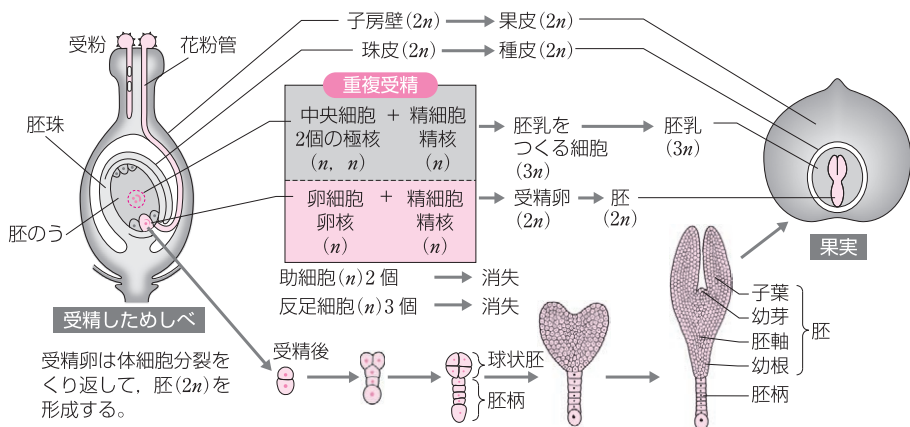 子房壁(2n) 果皮(2n)
受粉 花粉管 珠皮(2n) 種皮(2n)
重複受精
胚珠
中央細胞 + 精細胞
2個の極核 精核
(n, n) (n)
胚乳を
つくる細胞
(3n)
胚乳
(3n)
卵細胞 + 精細胞
卵核 精核
(n) (n)
受精卵
(2n)
胚
(2n)
胚のう
果実
助細胞(n)2個 消失
反足細胞(n)3個 消失
受精しためしべ
受精卵は体細胞分裂を
くり返して,胚(2n)を
形成する。
受精後
球状胚
胚柄
子葉
幼芽
胚軸
幼根
胚
胚柄